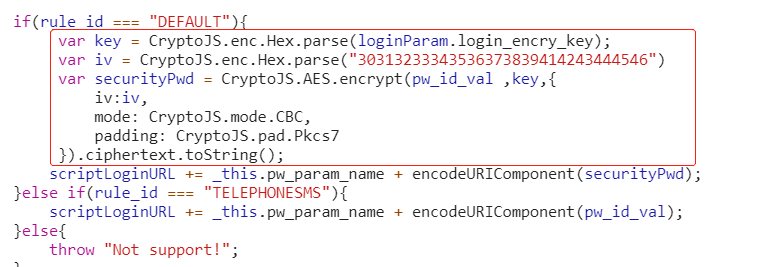 if(rule_id === "DEFAULT"){
var key = CryptoJS.enc.Hex.parse(loginParam.login_encry_key);
var iv = CryptoJS.enc.Hex.parse("30313233343536373839414243444546")
var securityPwd = CryptoJS.AES.encrypt(pw_id_val ,key,{
iv:iv,
mode: CryptoJS.mode.CBC,
padding: CryptoJS.pad.Pkcs7
}).ciphertext.toString();
scriptLoginURL += _this.pw_param_name + encodeURIComponent(securityPwd);
}else if(rule_id === "TELEPHONESMS"){
scriptLoginURL += _this.pw_param_name + encodeURIComponent(pw_id_val);
}else{
throw "Not support!";